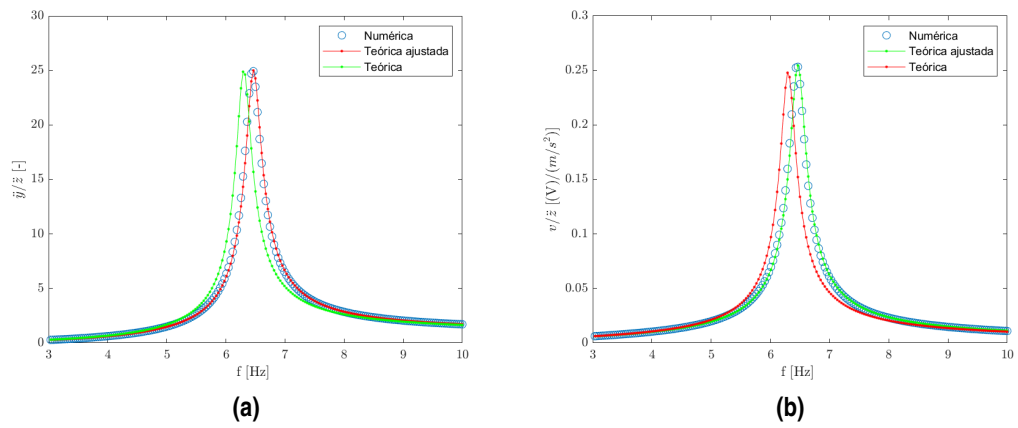 30
25
20
15
10
5
0
ÿ/z̈ [-]
Numérica
Teórica ajustada
Teórica
3 4 5 6 7 8 9 10
f [Hz]
(a)
0.3
0.25
0.2
0.15
0.1
0.05
0
v/z̈ [(V)/(m/s²)]
Numérica
Teórica ajustada
Teórica
3 4 5 6 7 8 9 10
f [Hz]
(b)